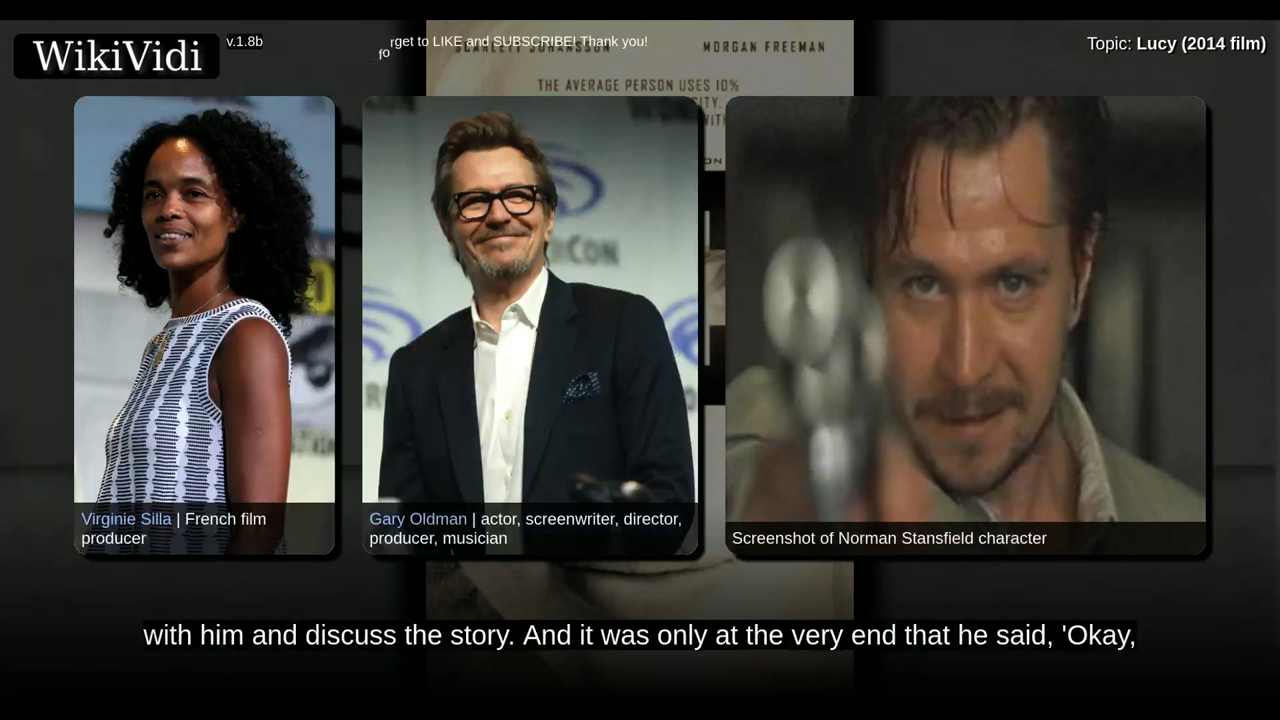 WikiVidi
v.1.8b
fo
rget to LIKE and SUBSCRIBE! Thank you!
Topic: Lucy (2014 film)
MORGAN FREEMAN
THE AVERAGE PERSON USES 10%
Virginie Silla | French film
producer
Gary Oldman | actor, screenwriter, director,
producer, musician
Screenshot of Norman Stansfield character
with him and discuss the story. And it was only at the very end that he said, 'Okay,